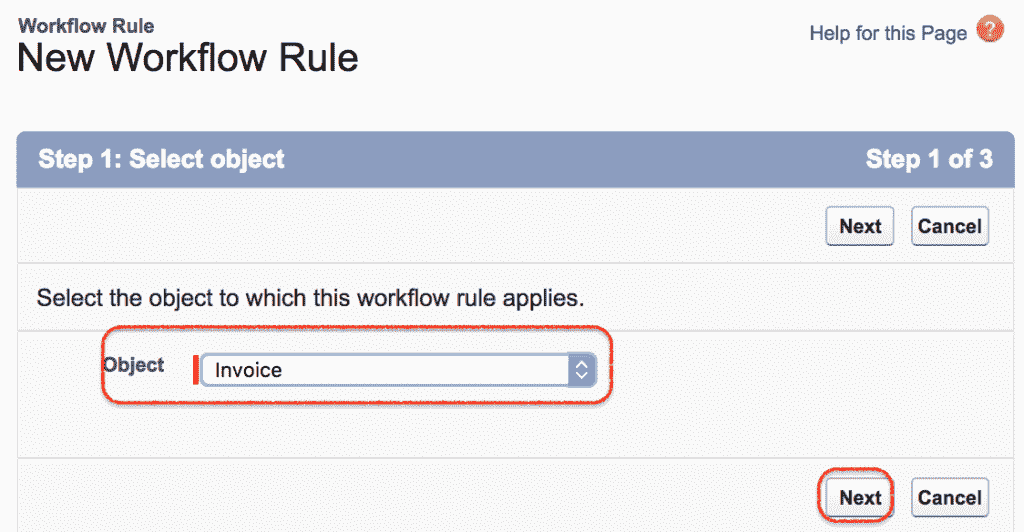 Workflow Rule
New Workflow Rule
Help for this Page ?
Step 1: Select object Step 1 of 3
Next Cancel
Select the object to which this workflow rule applies.
Object Invoice
Next Cancel